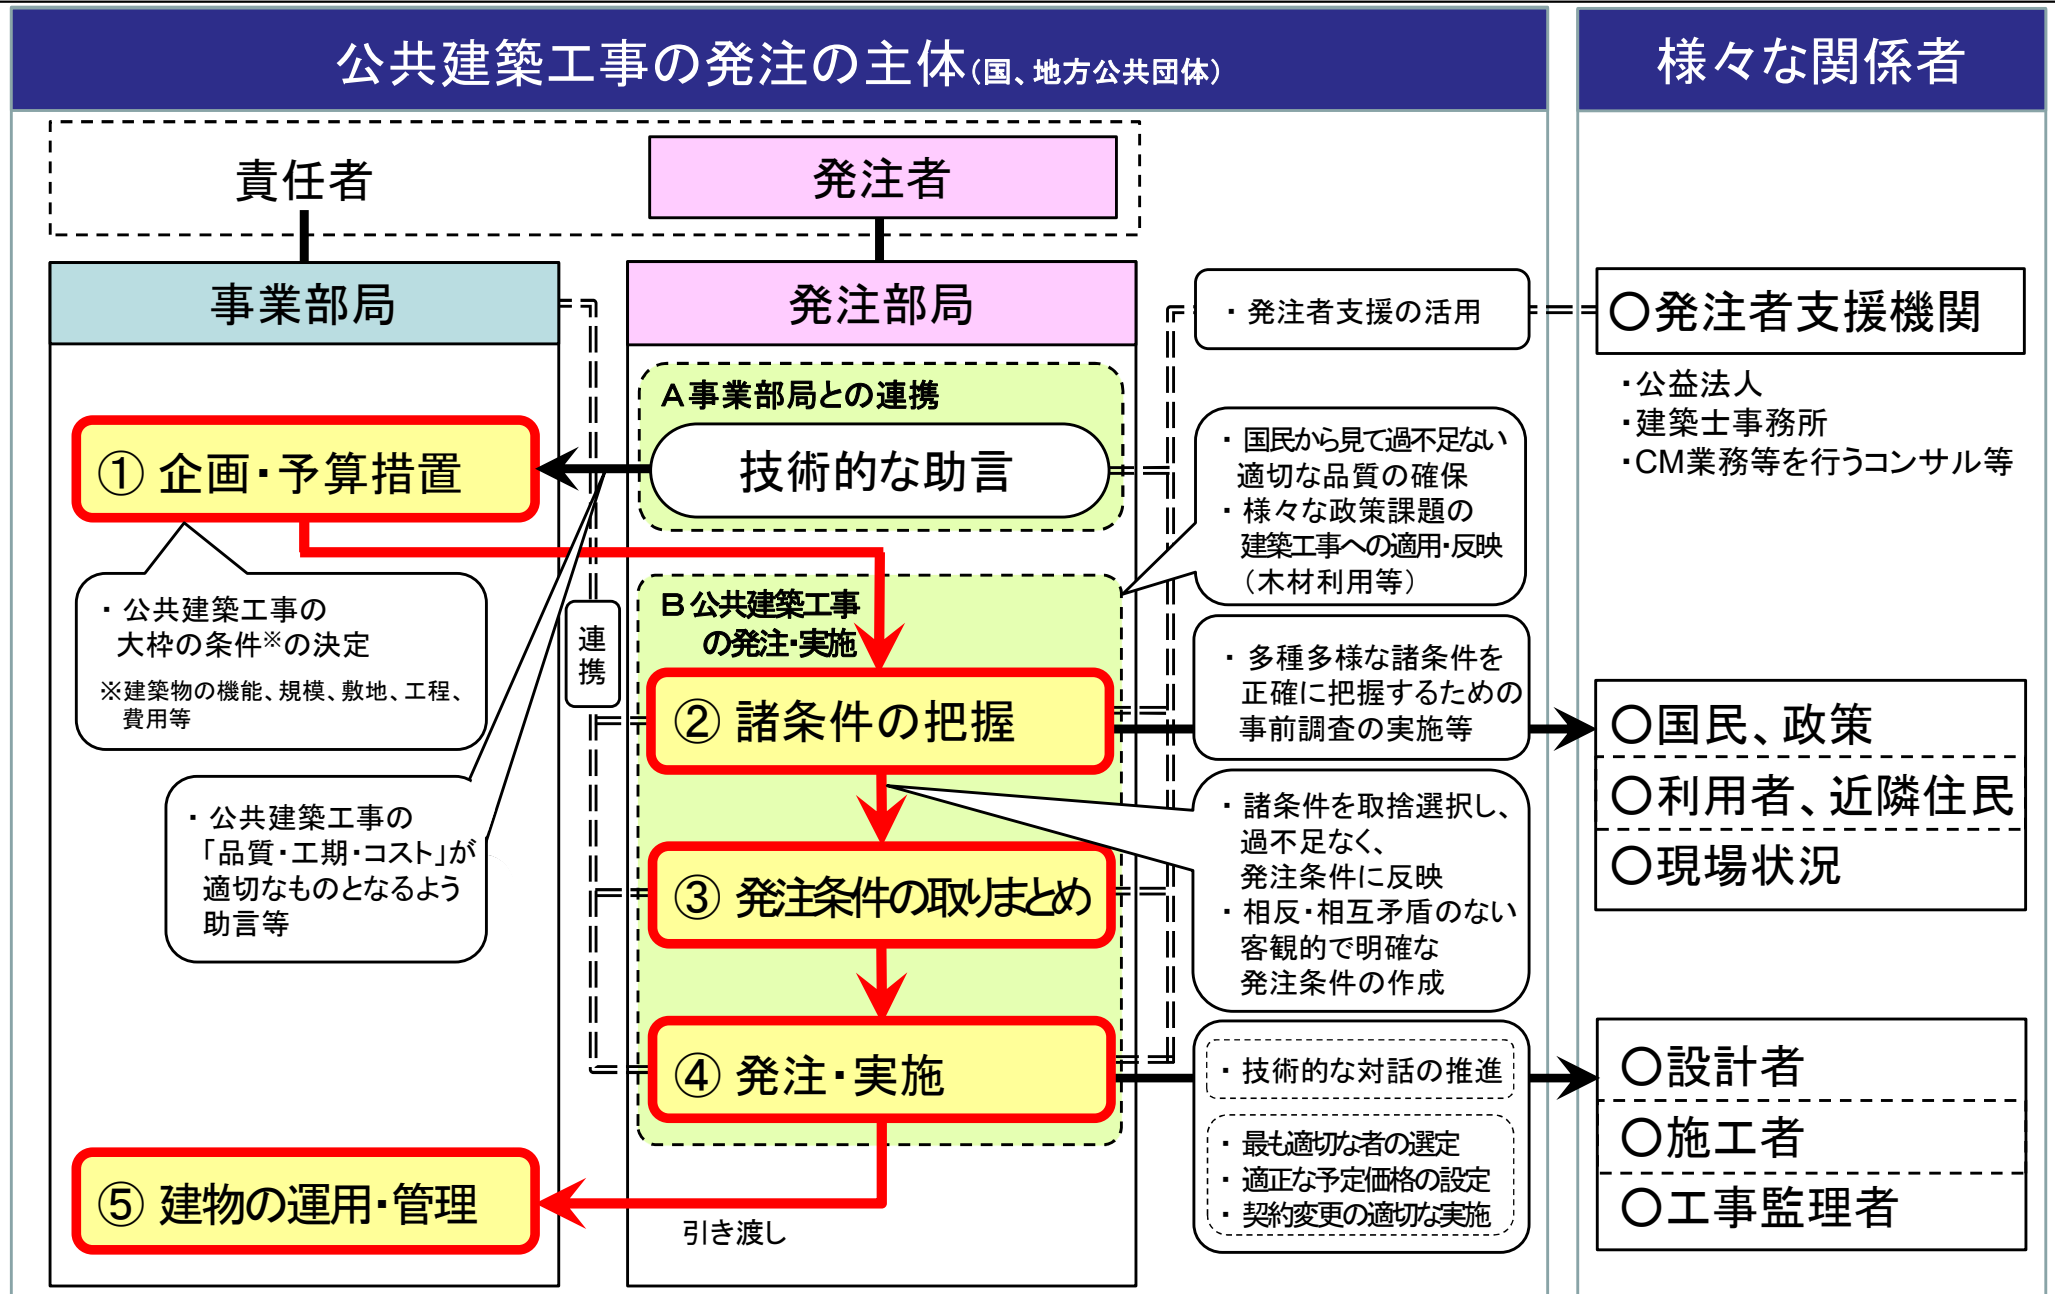 公共建築工事の発注の主体(国、地方公共団体)
様々な関係者
責任者
発注者
事業部局
発注部局
・発注者支援の活用
〇発注者支援機関
・公益法人
・建築士事務所
・CM業務等を行うコンサル等
A事業部局との連携
技術的な助言
① 企画・予算措置
・国民から見て過不足ない
適切な品質の確保
・様々な政策課題の
建築工事への適用・反映
(木材利用等)
・公共建築工事の
大枠の条件※の決定
※建築物の機能、規模、敷地、工程、
費用等
連
携
B公共建築工事
の発注・実施
② 諸条件の把握
・多種多様な諸条件を
正確に把握するための
事前調査の実施等
〇国民、政策
〇利用者、近隣住民
〇現場状況
・公共建築工事の
「品質・工期・コスト」が
適切なものとなるよう
助言等
③ 発注条件の取りまとめ
・諸条件を取捨選択し、
過不足なく、
発注条件に反映
・相反・相互矛盾のない
客観的で明確な
発注条件の作成
④ 発注・実施
・技術的な対話の推進
・最も適切な者の選定
・適正な予定価格の設定
・契約変更の適切な実施
〇設計者
〇施工者
〇工事監理者
⑤ 建物の運用・管理
引き渡し